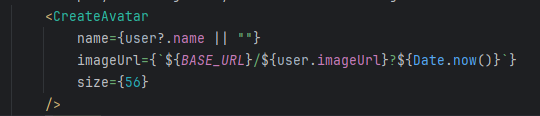 <CreateAvatar
name={user?.name || ""}
imageUrl={`${BASE_URL}/${user.imageUrl}?${Date.now()}`}
size={56}
/>